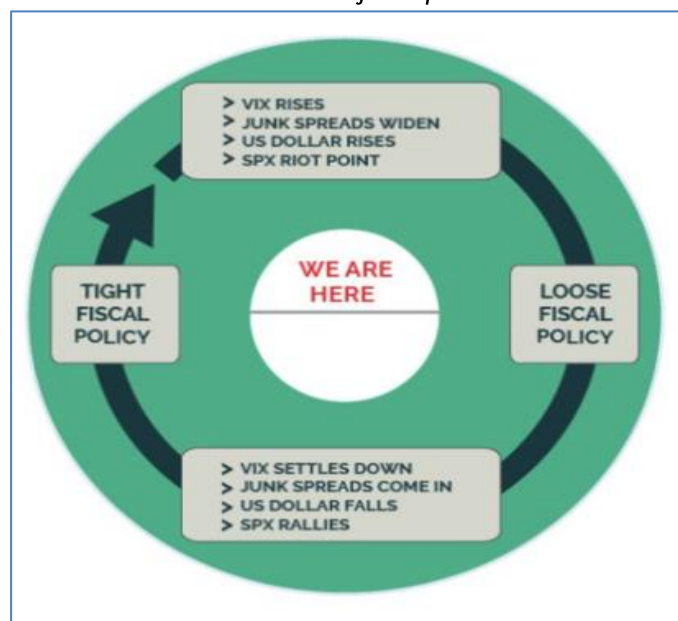 > VIX RISES
> JUNK SPREADS WIDEN
> US DOLLAR RISES
> SPX RIOT POINT
WE ARE
HERE
TIGHT
FISCAL
POLICY
LOOSE
FISCAL
POLICY
> VIX SETTLES DOWN
> JUNK SPREADS COME IN
> US DOLLAR FALLS
> SPX RALLIES